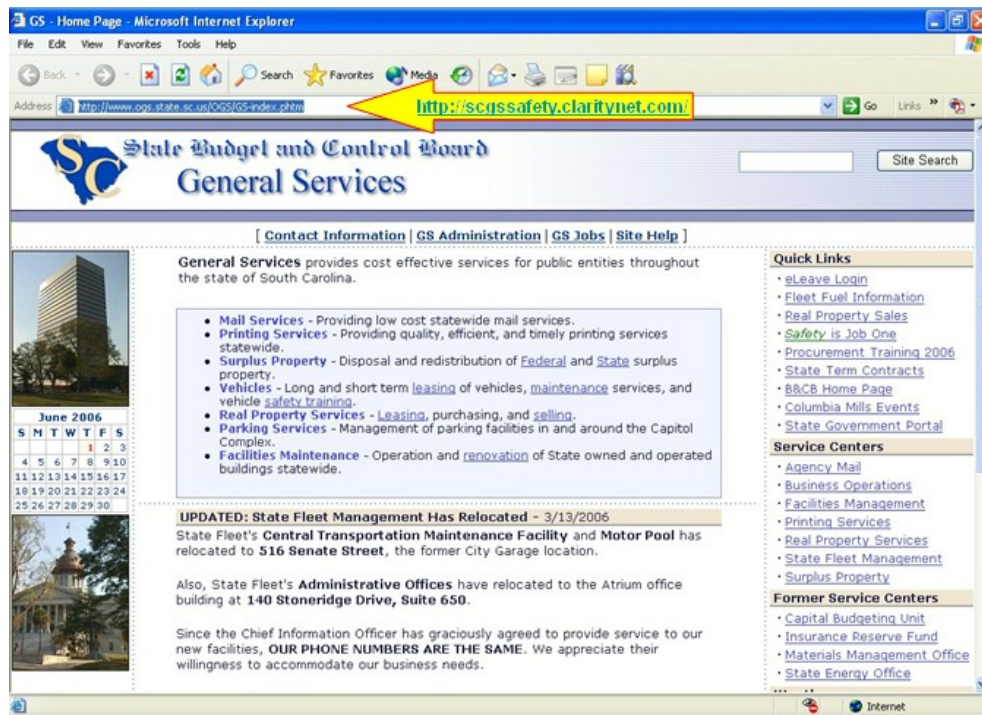 GS - Home Page - Microsoft Internet Explorer
File Edit View Favorites Tools Help
Back Search Favorites Media
Address http://www.ogs.state.sc.us/OGS/GS-index.phtm http://scgssafety.claritynet.com/ Go Links »
SC
State Budget and Control Board
General Services
Site Search
[ Contact Information | GS Administration | GS Jobs | Site Help ]
General Services provides cost effective services for public entities throughout
the state of South Carolina.
• Mail Services - Providing low cost statewide mail services.
• Printing Services - Providing quality, efficient, and timely printing services
statewide.
• Surplus Property - Disposal and redistribution of Federal and State surplus
property.
• Vehicles - Long and short term leasing of vehicles, maintenance services, and
vehicle safety training.
• Real Property Services - Leasing, purchasing, and selling.
• Parking Services - Management of parking facilities in and around the Capitol
Complex.
• Facilities Maintenance - Operation and renovation of State owned and operated
buildings statewide.
June 2006
S M T W T F S
1 2 3
4 5 6 7 8 9 10
11 12 13 14 15 16 17
18 19 20 21 22 23 24
25 26 27 28 29 30
UPDATED: State Fleet Management Has Relocated - 3/13/2006
State Fleet's Central Transportation Maintenance Facility and Motor Pool has
relocated to 516 Senate Street, the former City Garage location.
Also, State Fleet's Administrative Offices have relocated to the Atrium office
building at 140 Stoneridge Drive, Suite 650.
Since the Chief Information Officer has graciously agreed to provide service to our
new facilities, OUR PHONE NUMBERS ARE THE SAME. We appreciate their
willingness to accommodate our business needs.
Quick Links
• eLeave Login
• Fleet Fuel Information
• Real Property Sales
• Safety is Job One
• Procurement Training 2006
• State Term Contracts
• B&CB Home Page
• Columbia Mills Events
• State Government Portal
Service Centers
• Agency Mail
• Business Operations
• Facilities Management
• Printing Services
• Real Property Services
• State Fleet Management
• Surplus Property
Former Service Centers
• Capital Budgeting Unit
• Insurance Reserve Fund
• Materials Management Office
• State Energy Office
Internet